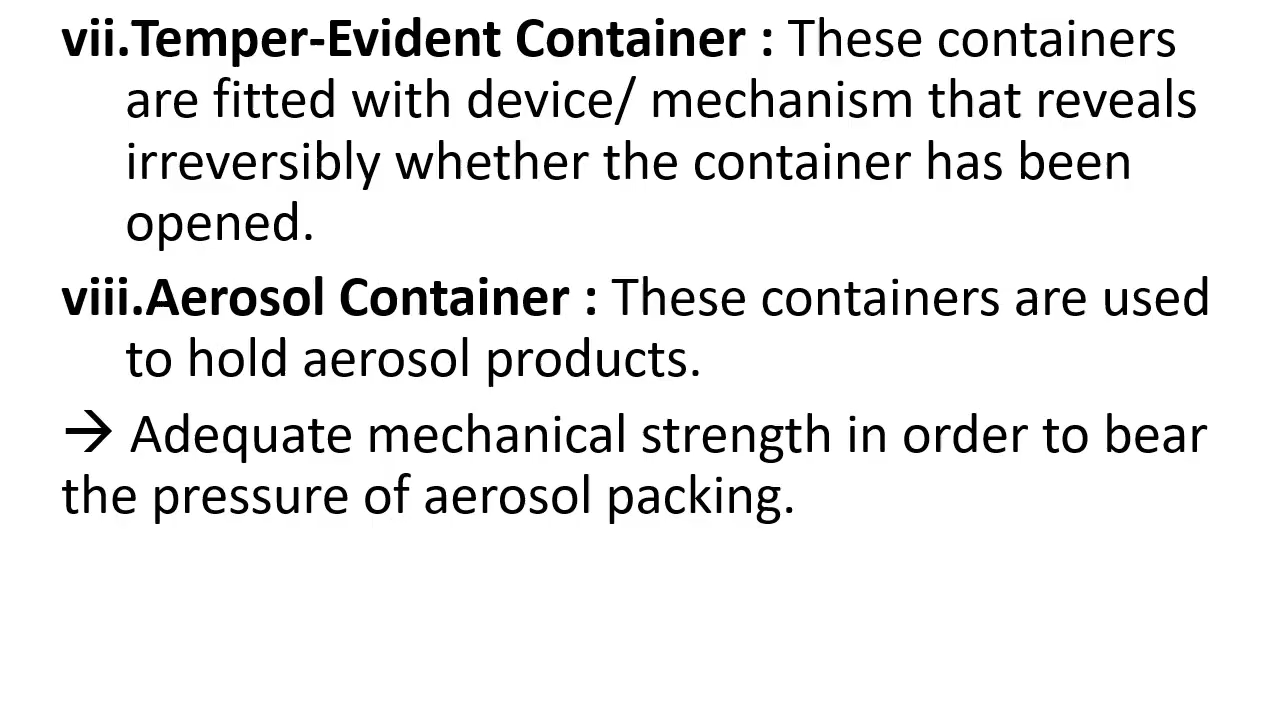 vii.Temper-Evident Container : These containers
are fitted with device/ mechanism that reveals
irreversibly whether the container has been
opened.
viii.Aerosol Container : These containers are used
to hold aerosol products.
→ Adequate mechanical strength in order to bear
the pressure of aerosol packing.